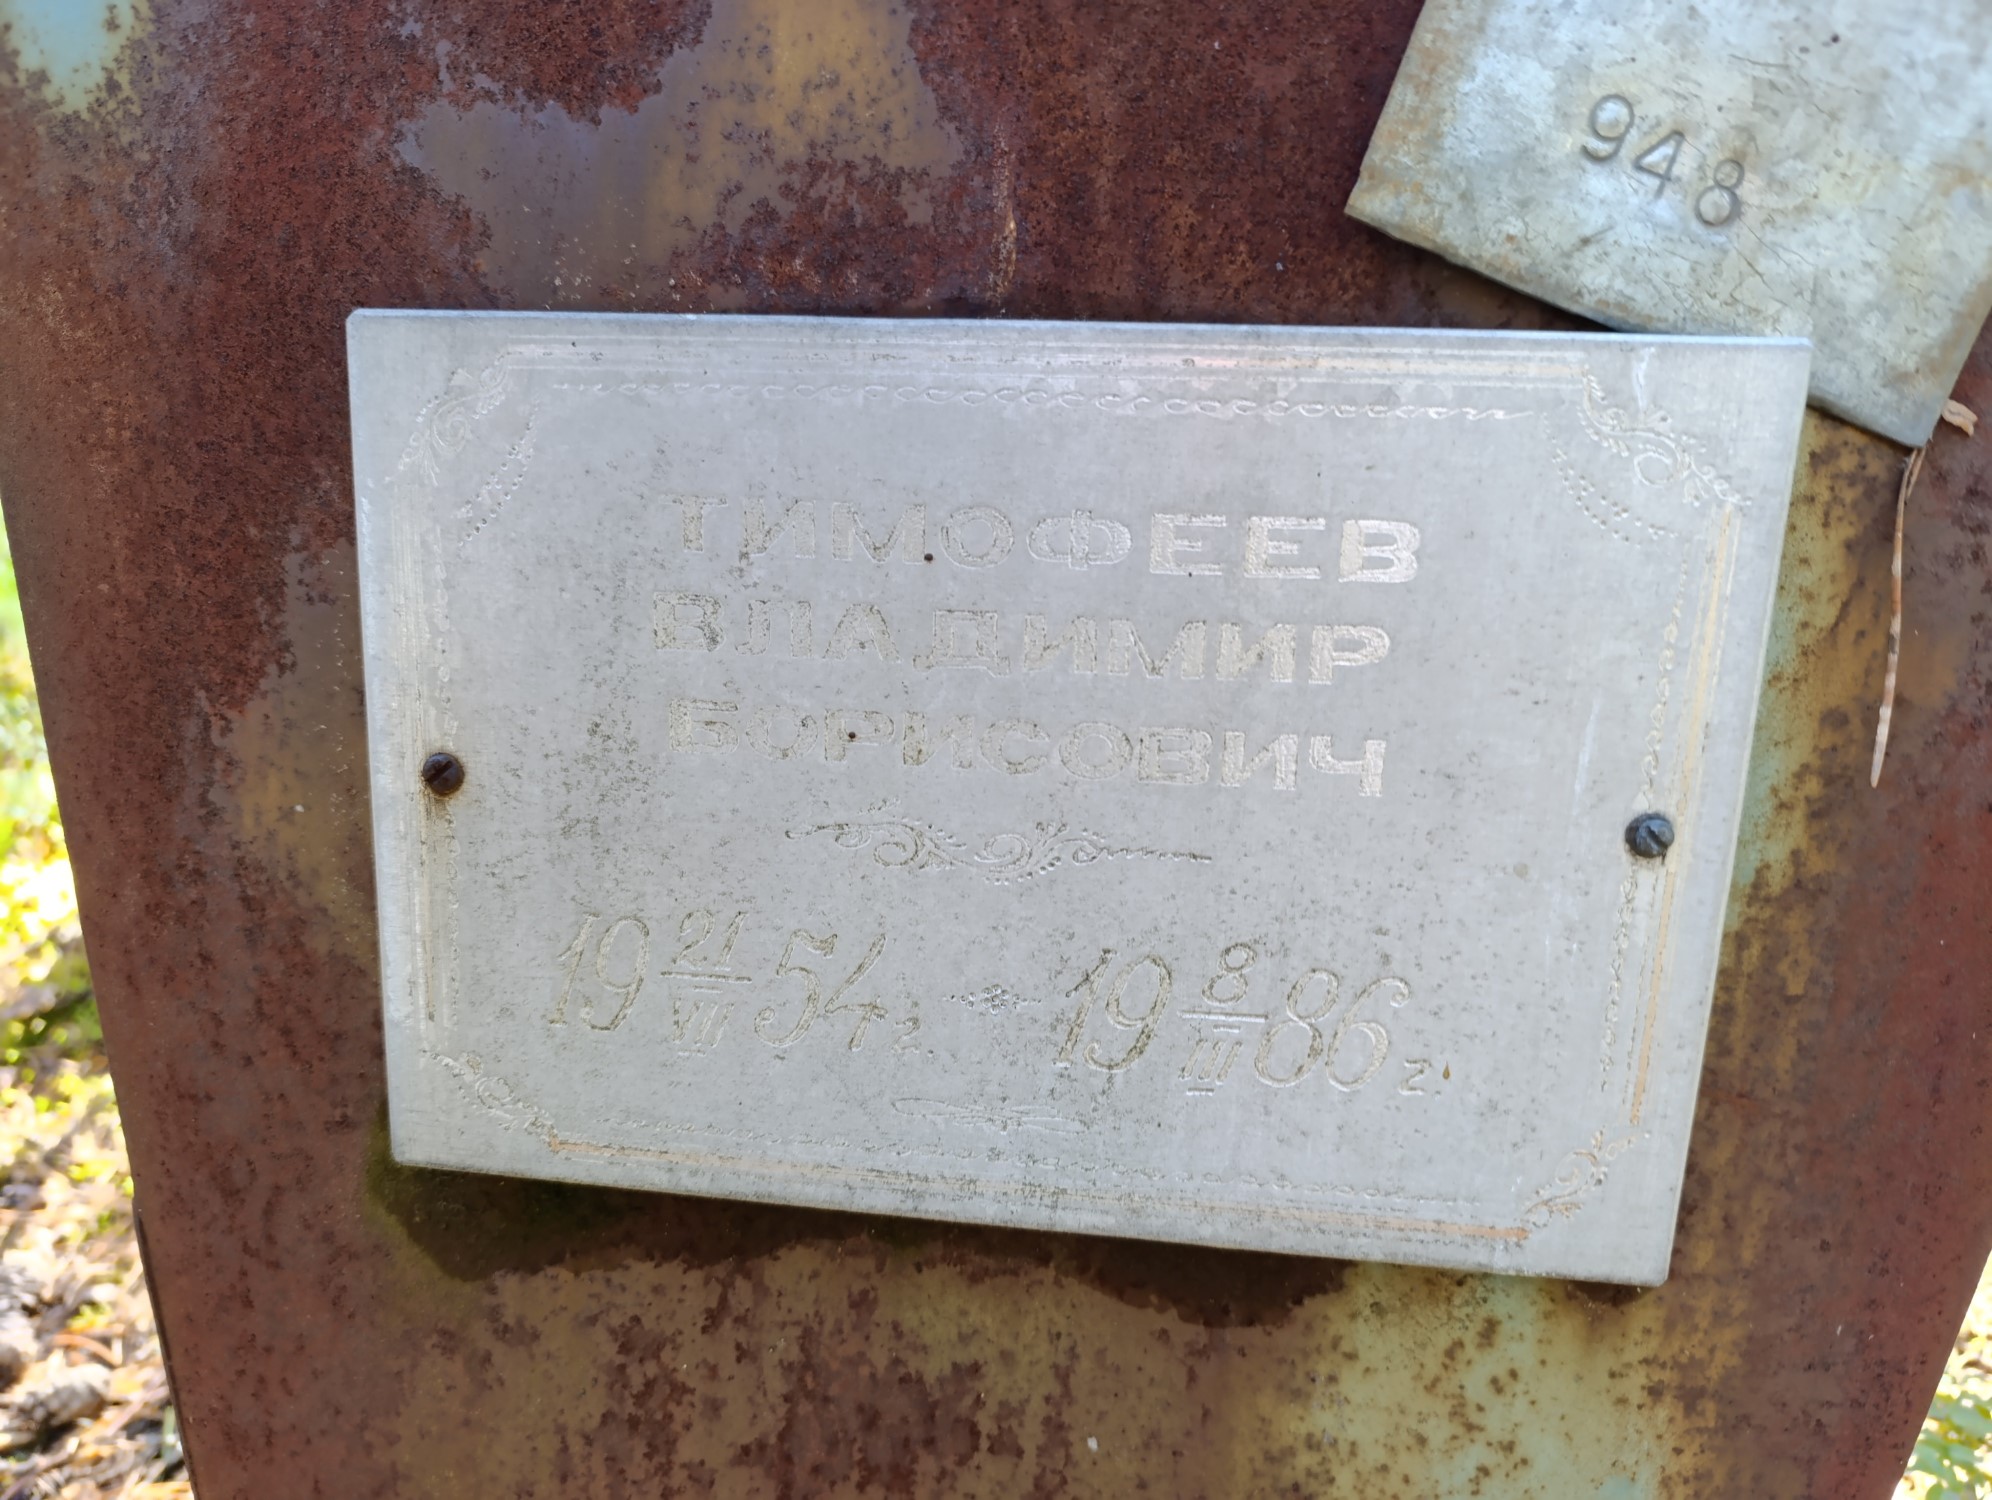 948
ТИМОФЕЕВ
ВЛАДИМИР
БОРИСОВИЧ
19 21/VII 54 г. 19 8/III 86 г.